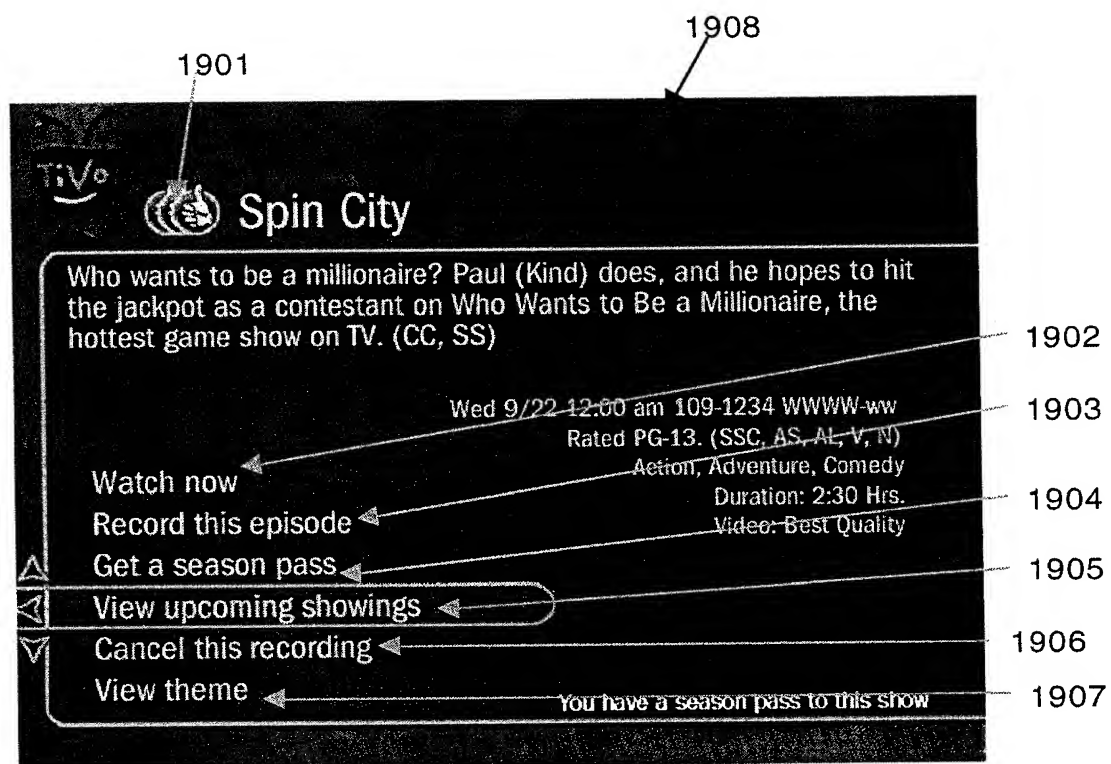 1908
1901
TiVo
Spin City
Who wants to be a millionaire? Paul (Kind) does, and he hopes to hit
the jackpot as a contestant on Who Wants to Be a Millionaire, the
hottest game show on TV. (CC, SS)
1902
Wed 9/22 12:00 am 109-1234 WWWW-ww
1903
Rated PG-13. (SSC, AS, AL, V, N)
Action, Adventure, Comedy
Watch now
Duration: 2:30 Hrs.
1904
Record this episode
Video: Best Quality
Get a season pass
1905
View upcoming showings
1906
Cancel this recording
View theme
1907
You have a season pass to this show